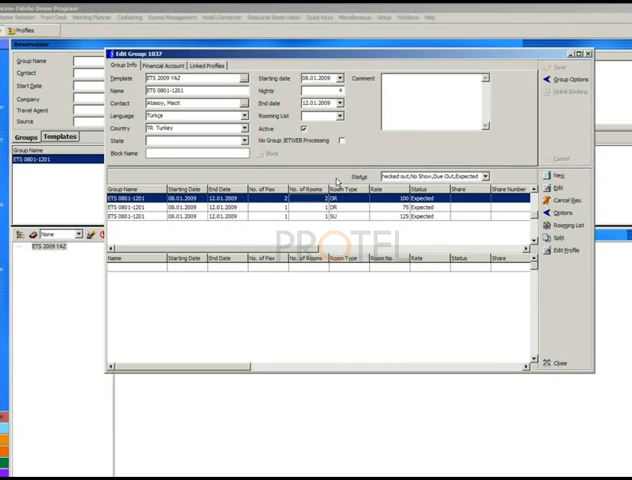 icros-Fidelio Demo Program
Relation Front Desk Meeting Planner Cashiering Rooms Management Hotel Connector Resource Reservation Quick Keys Miscellaneous Setup Windows Help
Profiles
Reservation
Group Name
Contact
Start Date
Company
Travel Agent
Source
Groups Templates
Group Name
ETS 0801-1201
None
ETS 2009 YAZ
Edit Group: 1037
Group Info Financial Account Linked Profiles
Template ETS 2009 YAZ Starting date 08.01.2009 Comment
Name ETS 0801-1201 Nights 4
Contact Atasoy, Macit End date 12.01.2009
Language Türkçe Rooming List
Country TR Turkey Active
State No Group JETWEB Processing
Block Name Block
Status hecked out,No Show,Due Out,Expected
Group Name Starting Date End Date No. of Pax No. of Rooms Room Type Rate Status Share Share Number
ETS 0801-1201 08.01.2009 12.01.2009 2 2 DR 100 Expected
ETS 0801-1201 08.01.2009 12.01.2009 1 1 DR 75 Expected
ETS 0801-1201 08.01.2009 12.01.2009 1 1 SU 125 Expected
PROTEL
Name Starting Date End Date No. of Pax Room Type Room No. Rate Status Share
Save
Group Options
Unlink Booking
Cancel
New
Edit
Cancel Res.
Options
Rooming List
Split
Edit Profile
Close